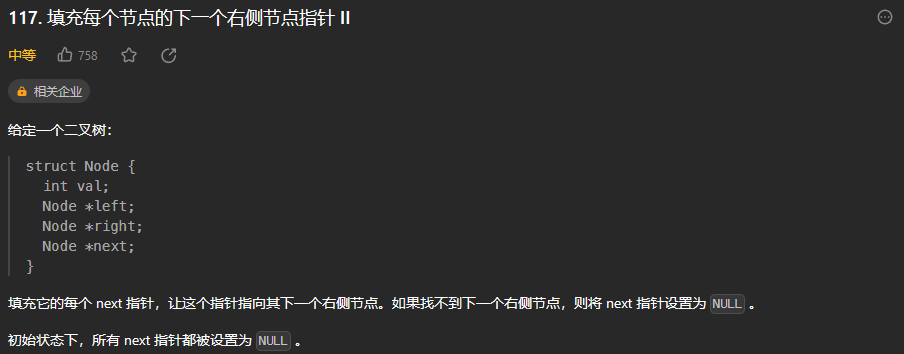 117. 填充每个节点的下一个右侧节点指针 II
中等 758
相关企业
给定一个二叉树：
struct Node {
  int val;
  Node *left;
  Node *right;
  Node *next;
}
填充它的每个 next 指针，让这个指针指向其下一个右侧节点。如果找不到下一个右侧节点，则将 next 指针设置为 NULL 。
初始状态下，所有 next 指针都被设置为 NULL 。